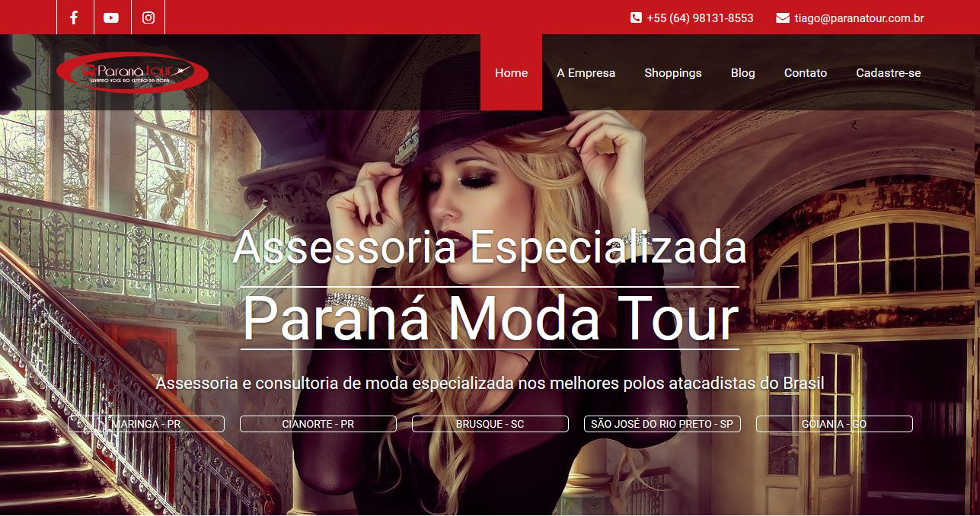 +55 (64) 98131-8553
tiago@paranatour.com.br
Paraná Tour
Home
A Empresa
Shoppings
Blog
Contato
Cadastre-se
Assessoria Especializada
Paraná Moda Tour
Assessoria e consultoria de moda especializada nos melhores polos atacadistas do Brasil
MARINGÁ - PR
CIANORTE - PR
BRUSQUE - SC
SÃO JOSÉ DO RIO PRETO - SP
GOIANIA - GO